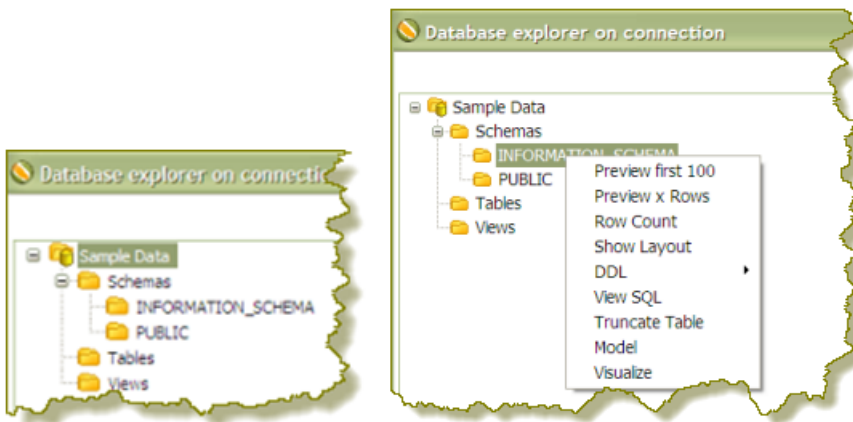 Database explorer on connectio
Sample Data
Schemas
INFORMATION_SCHEMA
PUBLIC
Tables
Views
Database explorer on connection
Sample Data
Schemas
INFORMATION_SCHEMA
PUBLIC
Tables
Views
Preview first 100
Preview x Rows
Row Count
Show Layout
DDL
View SQL
Truncate Table
Model
Visualize